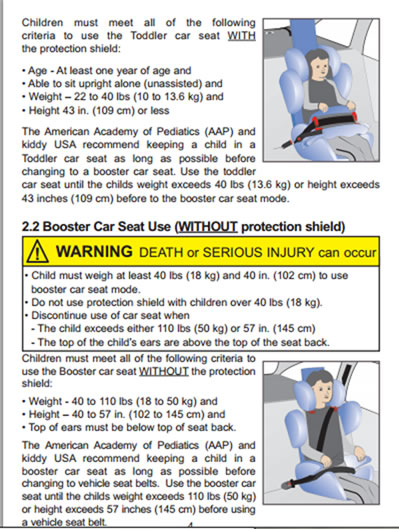 Children must meet all of the following
criteria to use the Toddler car seat WITH
the protection shield:
• Age - At least one year of age and
• Able to sit upright alone (unassisted) and
• Weight – 22 to 40 lbs (10 to 13.6 kg) and
• Height 43 in. (109 cm) or less
The American Academy of Pediatics (AAP) and
kiddy USA recommend keeping a child in a
Toddler car seat as long as possible before
changing to a booster car seat. Use the toddler
car seat until the childs weight exceeds 40 lbs (13.6 kg) or height exceeds
43 inches (109 cm) before to the booster car seat mode.
2.2 Booster Car Seat Use (WITHOUT protection shield)
WARNING DEATH or SERIOUS INJURY can occur
• Child must weigh at least 40 lbs (18 kg) and 40 in. (102 cm) to use
booster car seat mode.
• Do not use protection shield with children over 40 lbs (18 kg).
• Discontinue use of car seat when
- The child exceeds either 110 lbs (50 kg) or 57 in. (145 cm)
- The top of the child's ears are above the top of the seat back.
Children must meet all of the following criteria to
use the Booster car seat WITHOUT the protection
shield:
• Weight - 40 to 110 lbs (18 to 50 kg) and
• Height – 40 to 57 in. (102 to 145 cm) and
• Top of ears must be below top of seat back.
The American Academy of Pediatics (AAP) and
kiddy USA recommend keeping a child in a
booster car seat as long as possible before
changing to vehicle seat belts. Use the booster
car seat until the childs weight exceeds 110 lbs (50 kg)
or height exceeds 57 inches (145 cm) before using
a vehicle seat belt.